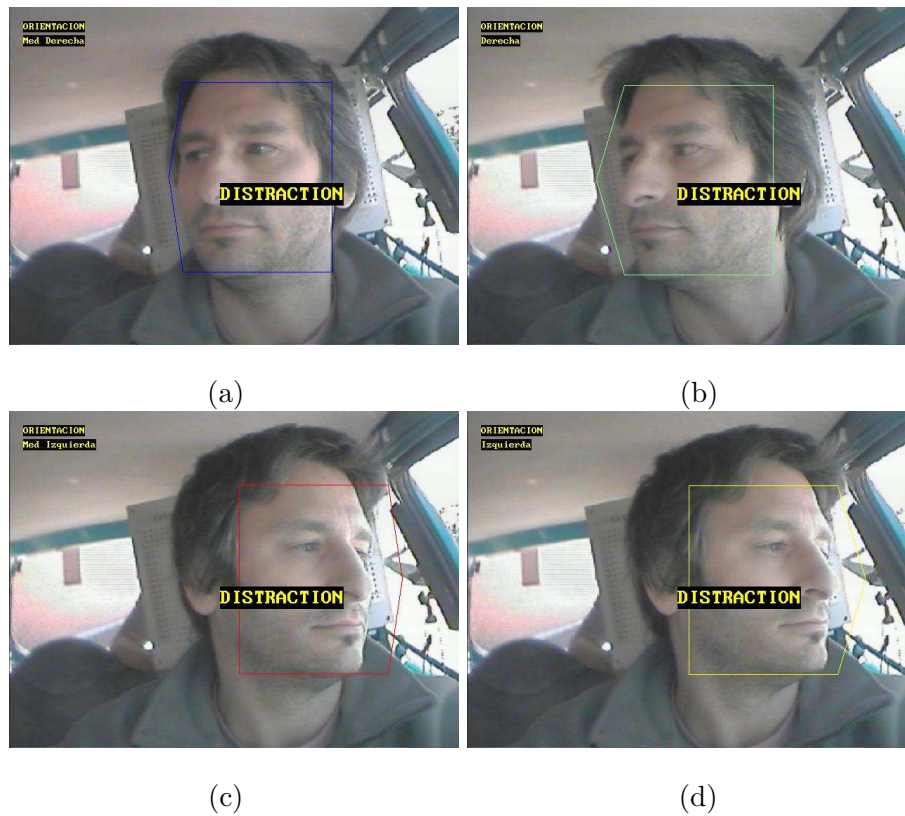 ORIENTACION
Med Derecha
DISTRACTION
ORIENTACION
Derecha
DISTRACTION
(a)
(b)
ORIENTACION
Med Izquierda
DISTRACTION
ORIENTACION
Izquierda
DISTRACTION
(c)
(d)